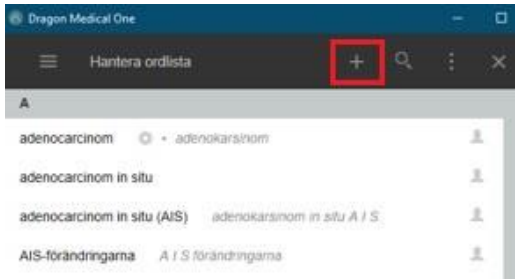 Dragon Medical One
Hantera ordlista
A
adenocarcinom • adenokarsinom
adenocarcinom in situ
adenocarcinom in situ (AIS) adenokarsinom in situ A I S
AIS-förändringarna A I S förändringarna